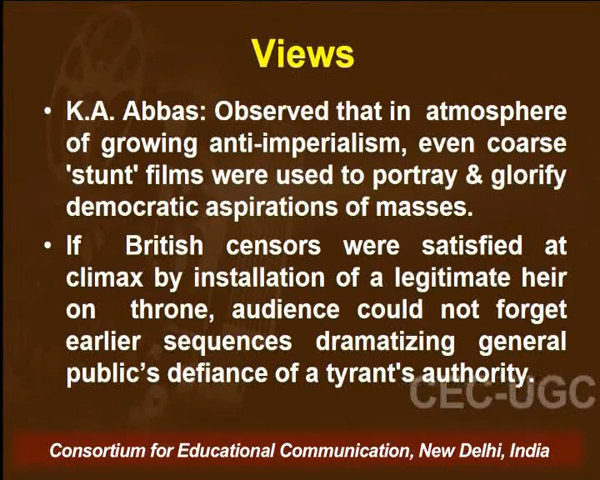 Views
• K.A. Abbas: Observed that in atmosphere
of growing anti-imperialism, even coarse
'stunt' films were used to portray & glorify
democratic aspirations of masses.
• If British censors were satisfied at
climax by installation of a legitimate heir
on throne, audience could not forget
earlier sequences dramatizing general
public's defiance of a tyrant's authority.
CEC-UGC
Consortium for Educational Communication, New Delhi, India